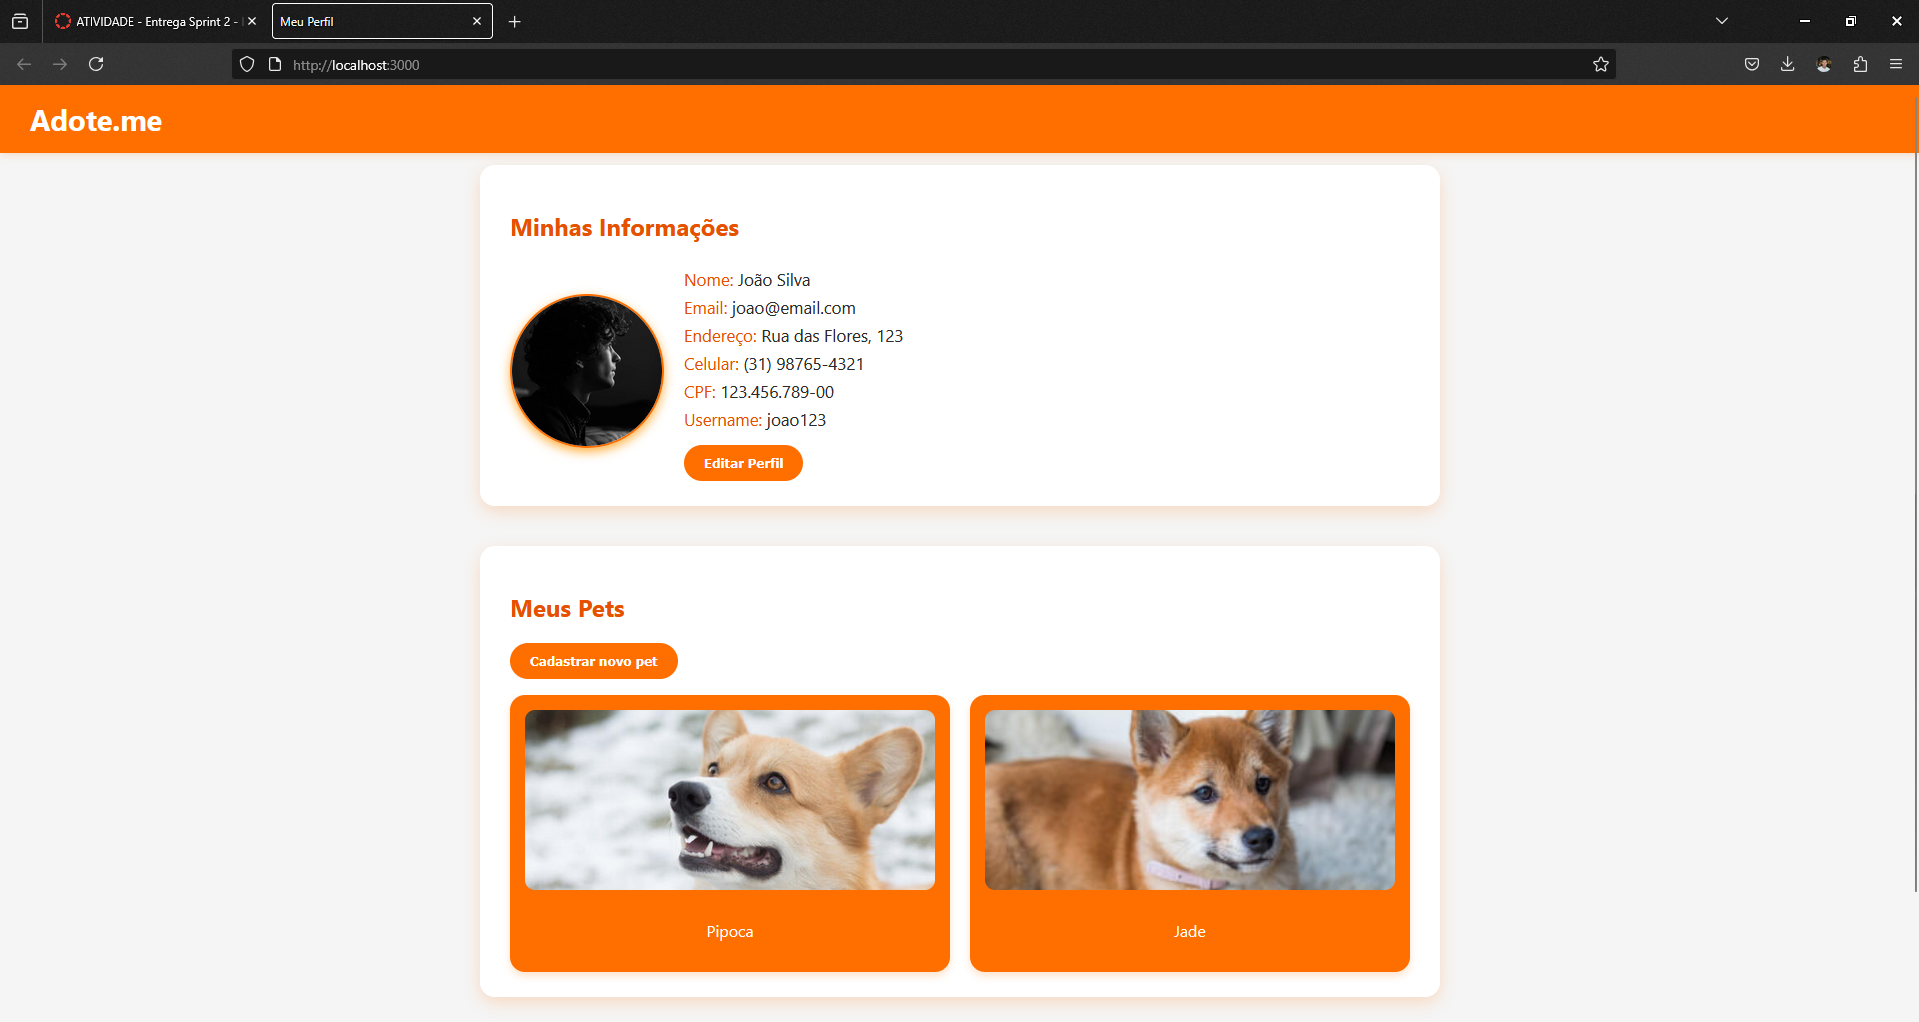 ATIVIDADE - Entrega Sprint 2 -
Meu Perfil
http://localhost:3000
Adote.me
Minhas Informações
Nome: João Silva
Email: joao@email.com
Endereço: Rua das Flores, 123
Celular: (31) 98765-4321
CPF: 123.456.789-00
Username: joao123
Editar Perfil
Meus Pets
Cadastrar novo pet
Pipoca
Jade